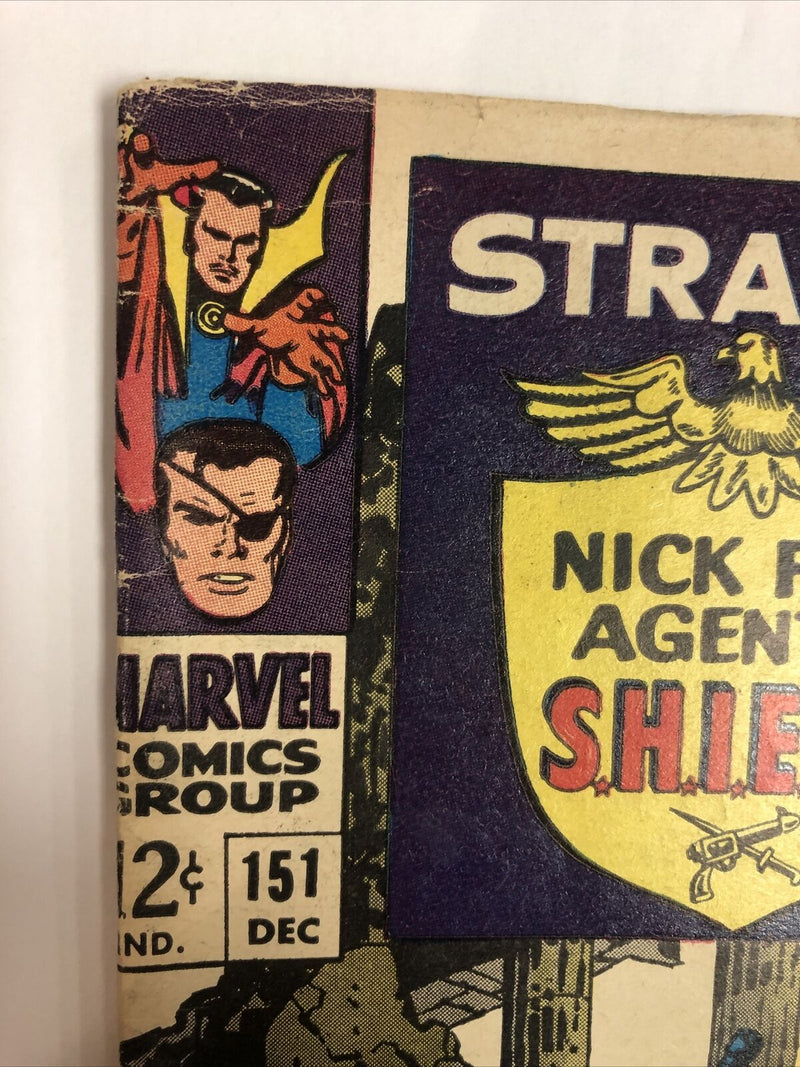 STRA
NICK F
AGENT
S.H.I.E.
MARVEL
COMICS
GROUP
12¢
IND.
151
DEC